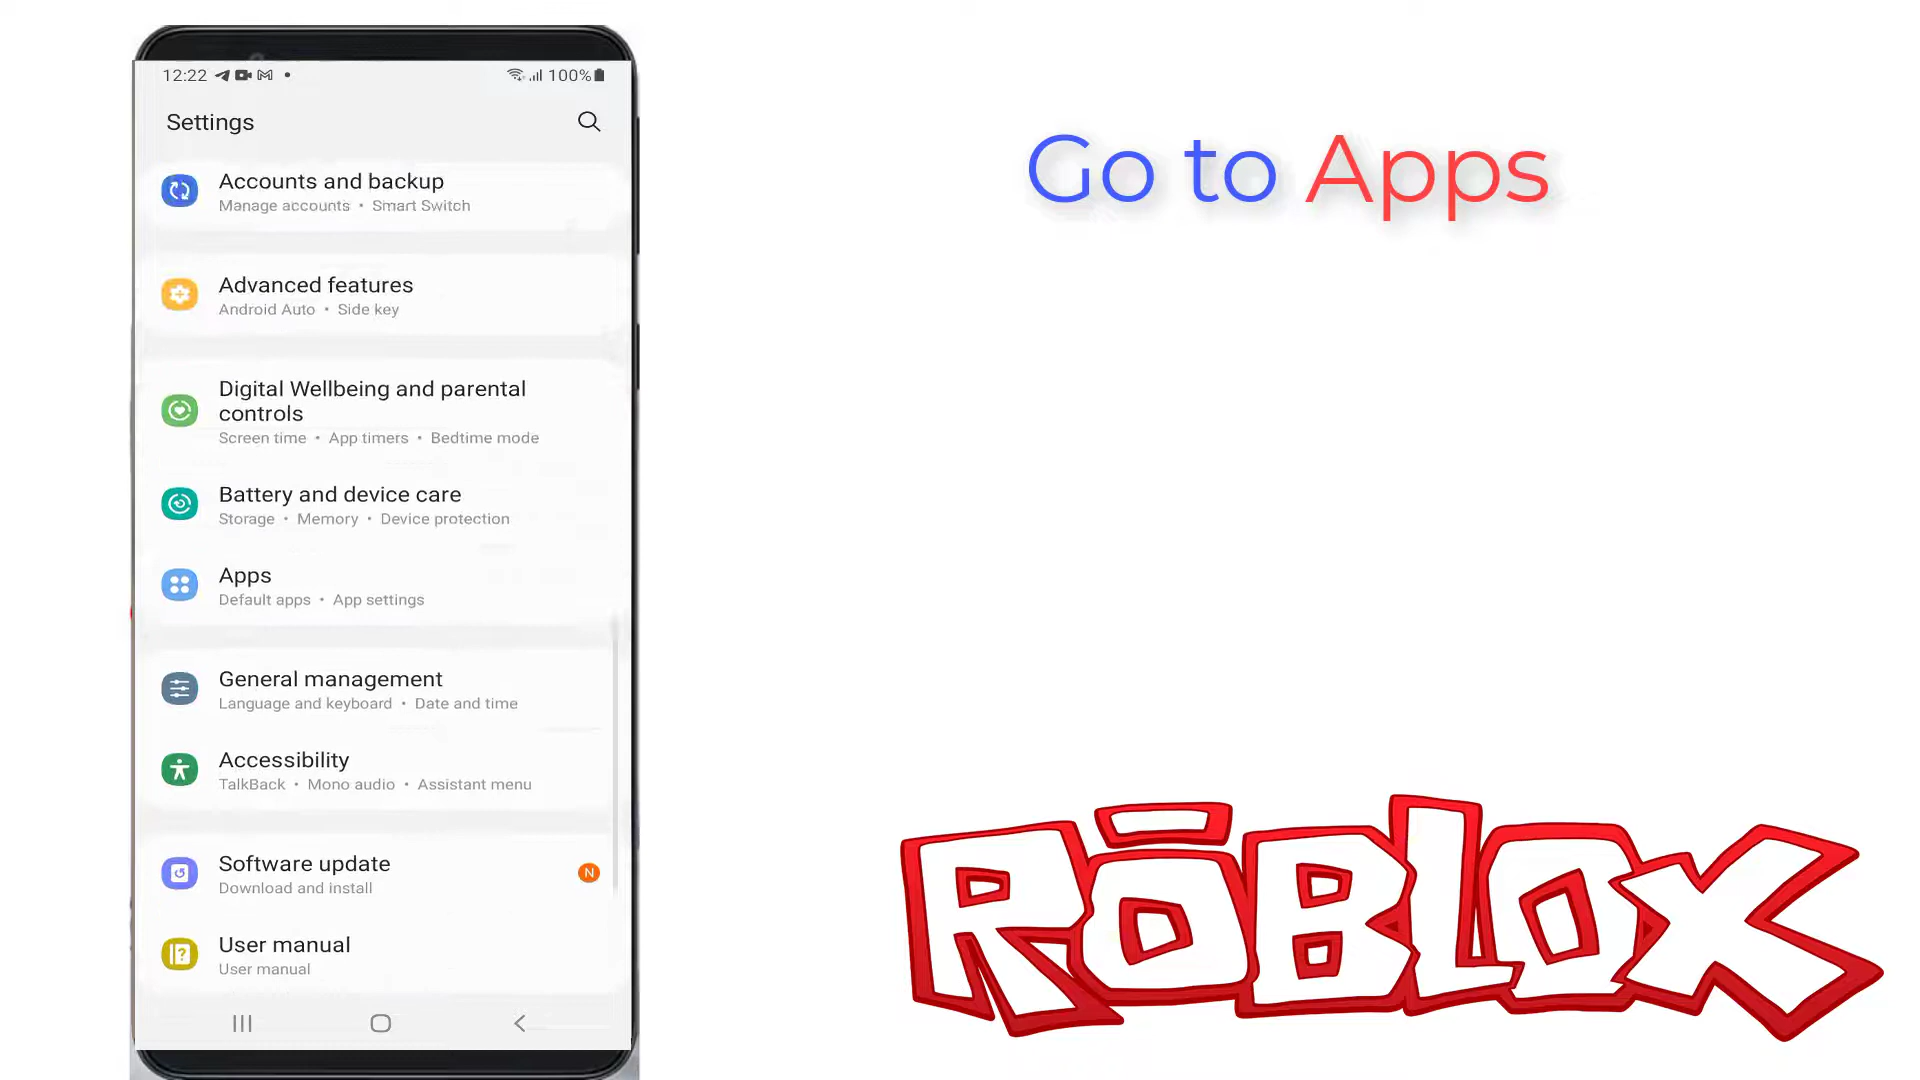 12:22
100%
Settings
Accounts and backup
Manage accounts • Smart Switch
Advanced features
Android Auto • Side key
Digital Wellbeing and parental
controls
Screen time • App timers • Bedtime mode
Battery and device care
Storage • Memory • Device protection
Apps
Default apps • App settings
General management
Language and keyboard • Date and time
Accessibility
TalkBack • Mono audio • Assistant menu
Software update
N
Download and install
User manual
User manual
Go to Apps
RŌBLOX